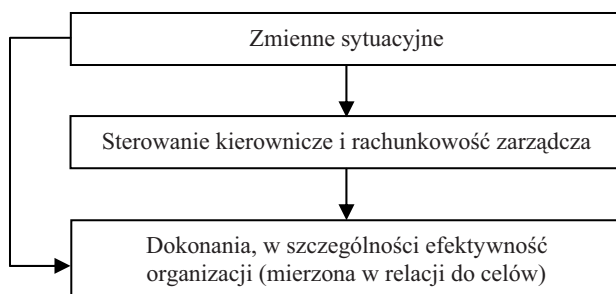 Zmienne sytuacyjne
Sterowanie kierownicze i rachunkowość zarządcza
Dokonania, w szczególności efektywność
organizacji (mierzona w relacji do celów)